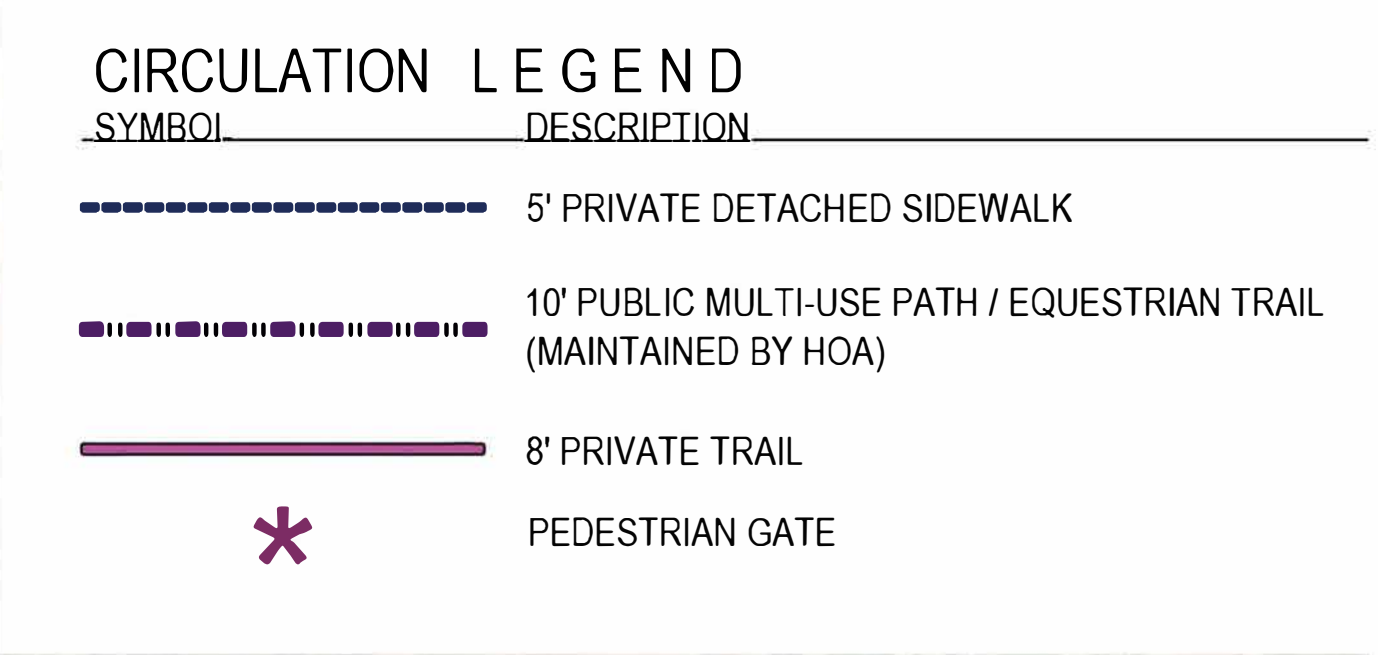 CIRCULATION LEGEND
SYMBOL DESCRIPTION
5' PRIVATE DETACHED SIDEWALK
10' PUBLIC MULTI-USE PATH / EQUESTRIAN TRAIL
(MAINTAINED BY HOA)
8' PRIVATE TRAIL
PEDESTRIAN GATE